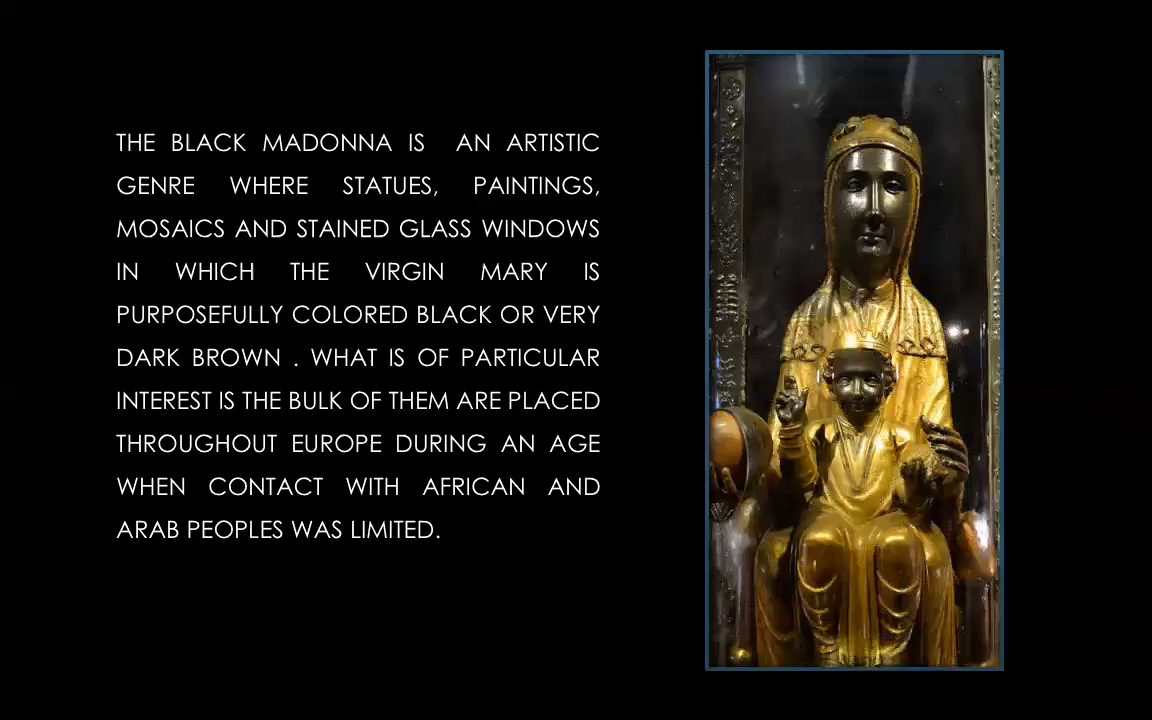 THE BLACK MADONNA IS AN ARTISTIC
GENRE WHERE STATUES, PAINTINGS,
MOSAICS AND STAINED GLASS WINDOWS
IN WHICH THE VIRGIN MARY IS
PURPOSEFULLY COLORED BLACK OR VERY
DARK BROWN . WHAT IS OF PARTICULAR
INTEREST IS THE BULK OF THEM ARE PLACED
THROUGHOUT EUROPE DURING AN AGE
WHEN CONTACT WITH AFRICAN AND
ARAB PEOPLES WAS LIMITED.